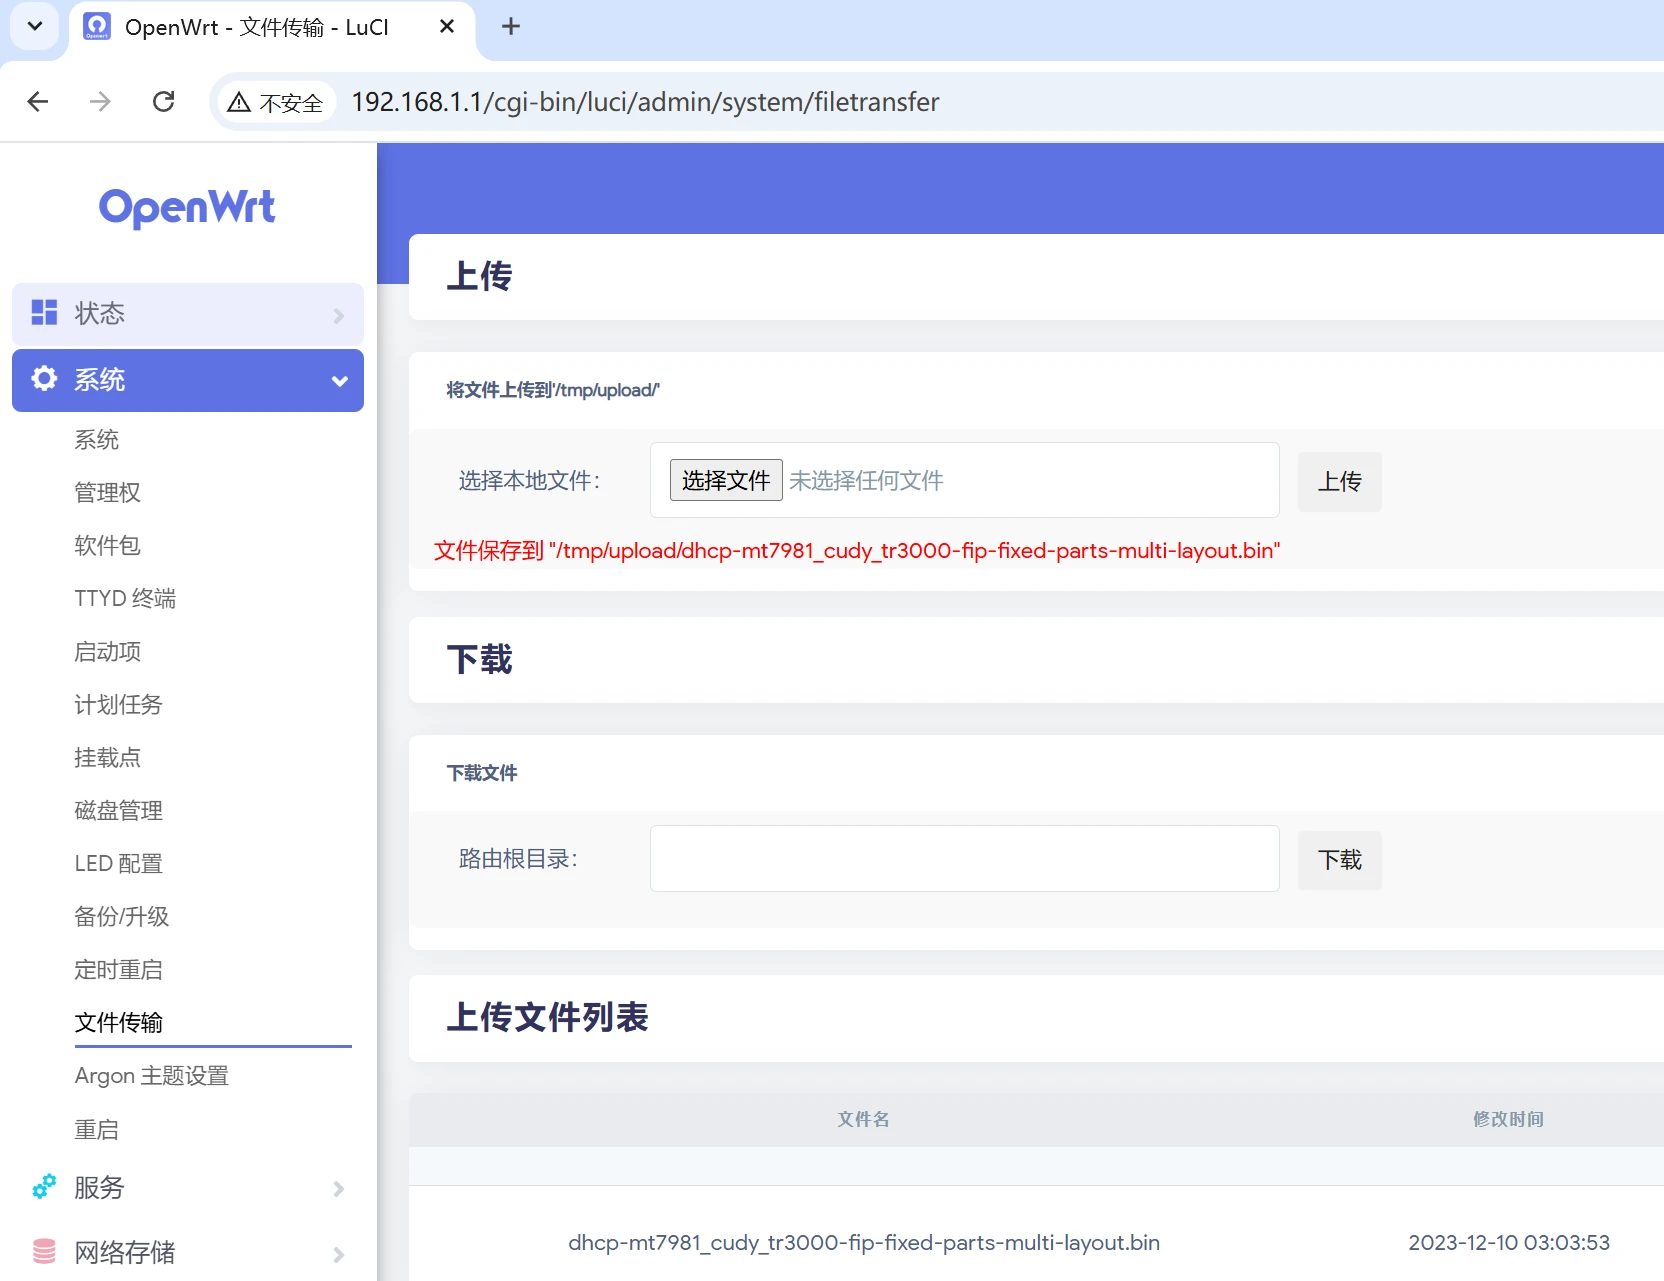 OpenWrt - 文件传输 - LuCI
不安全
192.168.1.1/cgi-bin/luci/admin/system/filetransfer
OpenWrt
状态
系统
系统
管理权
软件包
TTYD 终端
启动项
计划任务
挂载点
磁盘管理
LED 配置
备份/升级
定时重启
文件传输
Argon 主题设置
重启
服务
网络存储
上传
将文件上传到'/tmp/upload/'
选择本地文件：
选择文件 未选择任何文件
上传
文件保存到 "/tmp/upload/dhcp-mt7981_cudy_tr3000-fip-fixed-parts-multi-layout.bin"
下载
下载文件
路由根目录：
下载
上传文件列表
文件名 修改时间
dhcp-mt7981_cudy_tr3000-fip-fixed-parts-multi-layout.bin 2023-12-10 03:03:53